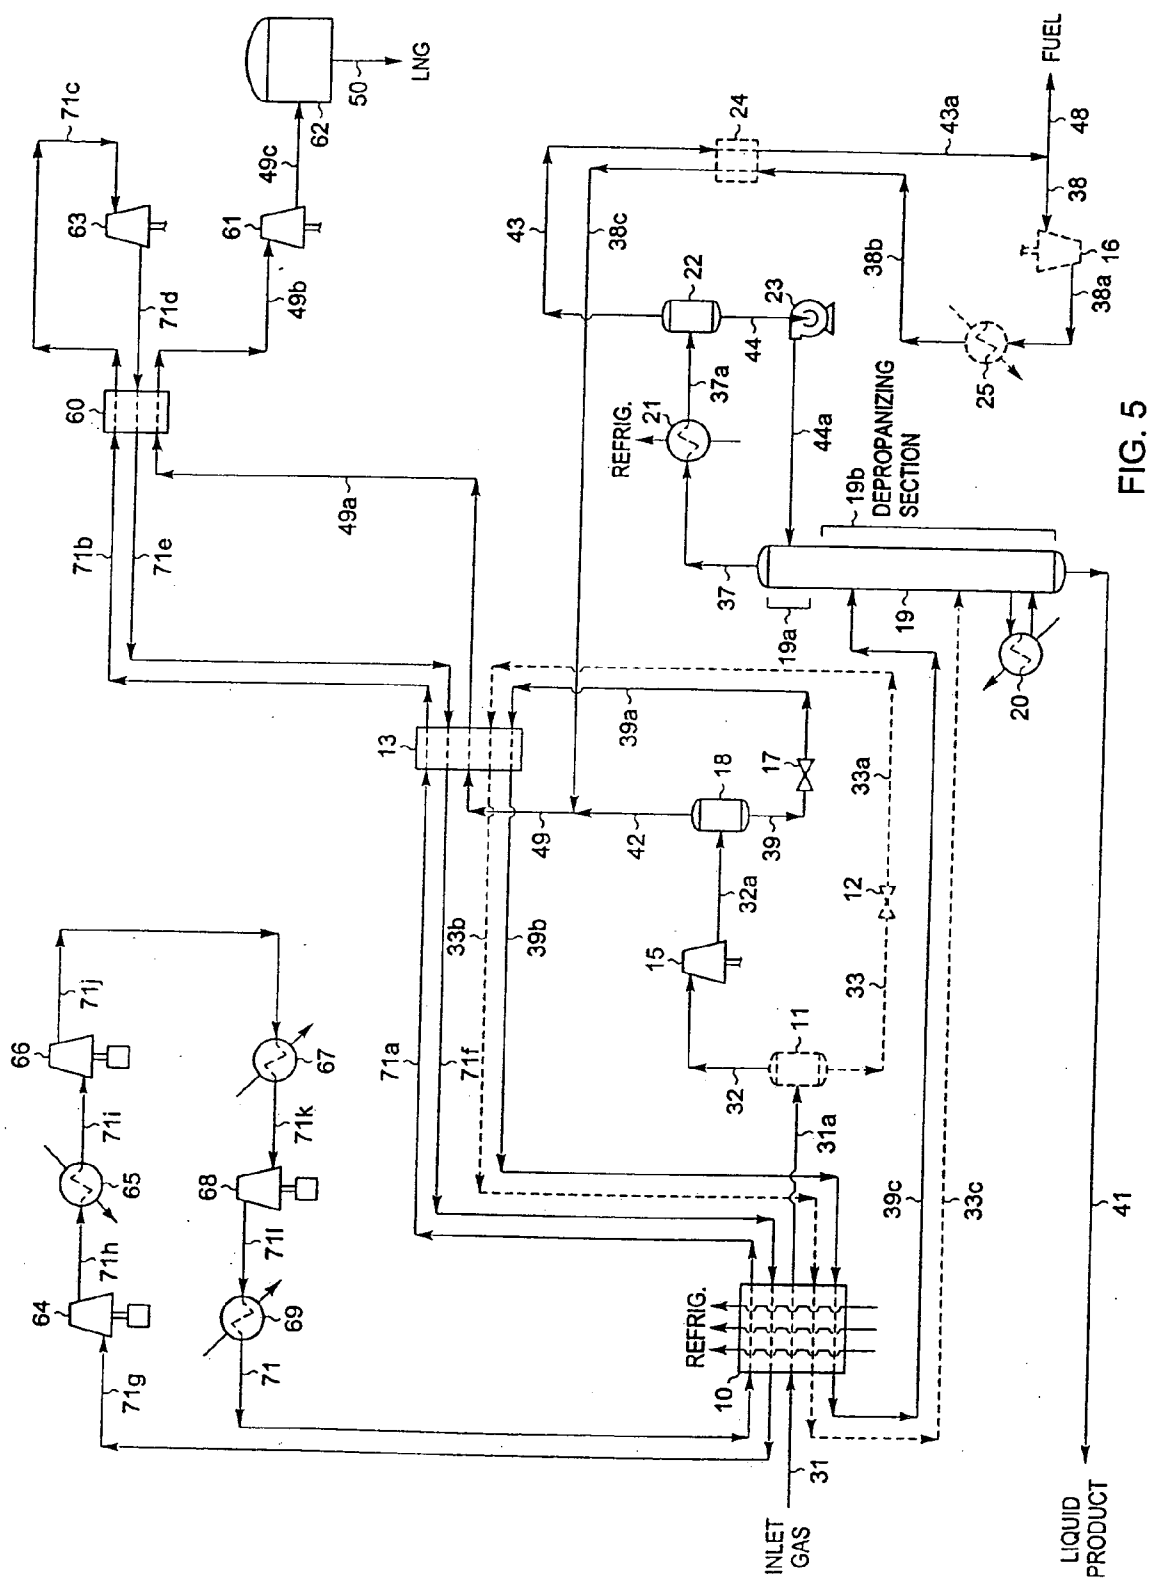 71c
63
71d
60
71b
71e
49c
62
50
LNG
61
49b
49a
43
38c
24
43a
48
FUEL
38
16
38a
38b
25
22
44
23
37a
REFRIG.
21
44a
19b
DEPROPANIZING
SECTION
37
19a
19
20
13
39a
18
17
33a
49
42
39
32a
12
33b
39b
15
33
71a
71f
32
11
31a
66
71j
67
71i
71k
65
68
71h
71l
64
69
71
71g
REFRIG.
10
39c
33c
41
31
INLET
GAS
LIQUID
PRODUCT
FIG. 5